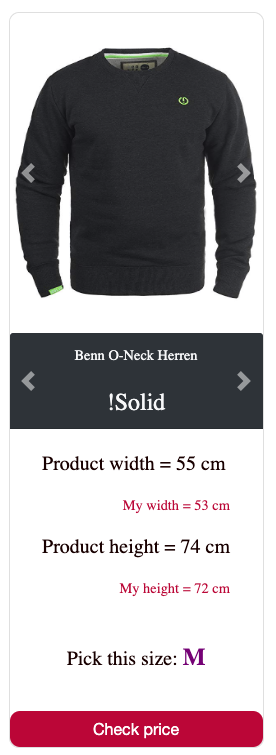 Benn O-Neck Herren
!Solid
Product width = 55 cm
My width = 53 cm
Product height = 74 cm
My height = 72 cm
Pick this size: M
Check price